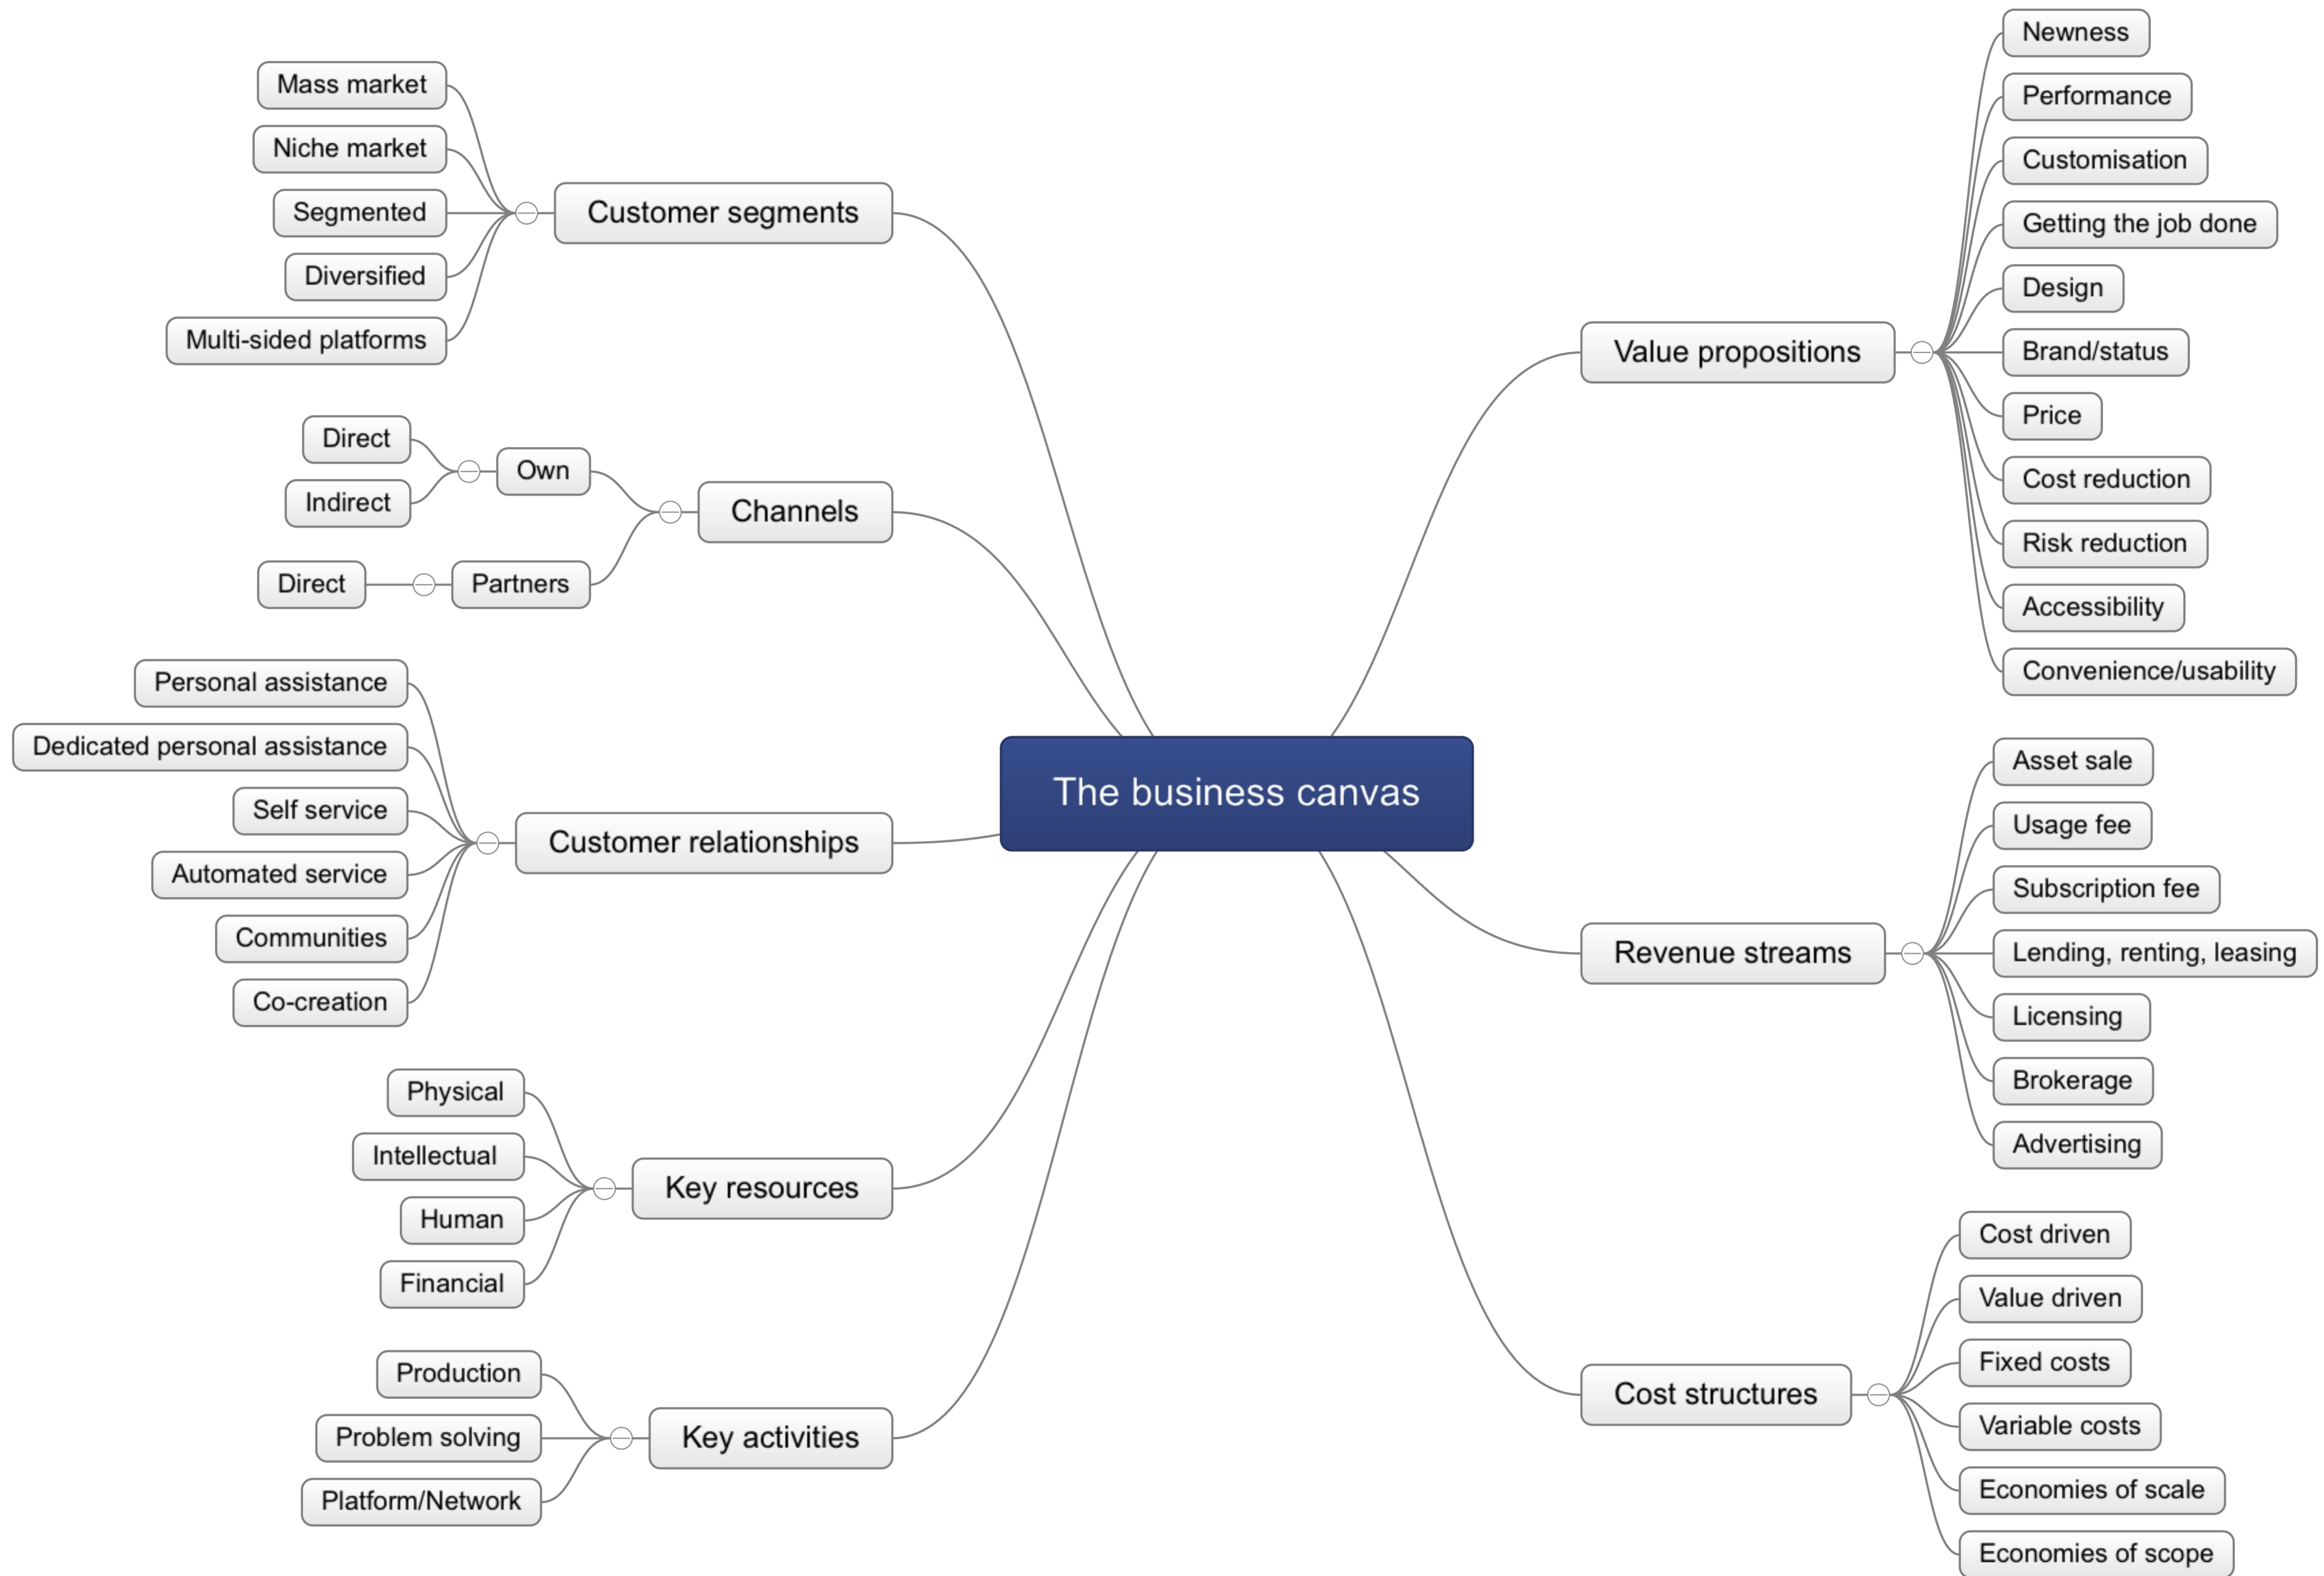 The business canvas
Customer segments
Mass market
Niche market
Segmented
Diversified
Multi-sided platforms
Channels
Own
Direct
Indirect
Partners
Direct
Customer relationships
Personal assistance
Dedicated personal assistance
Self service
Automated service
Communities
Co-creation
Key resources
Physical
Intellectual
Human
Financial
Key activities
Production
Problem solving
Platform/Network
Value propositions
Newness
Performance
Customisation
Getting the job done
Design
Brand/status
Price
Cost reduction
Risk reduction
Accessibility
Convenience/usability
Revenue streams
Asset sale
Usage fee
Subscription fee
Lending, renting, leasing
Licensing
Brokerage
Advertising
Cost structures
Cost driven
Value driven
Fixed costs
Variable costs
Economies of scale
Economies of scope